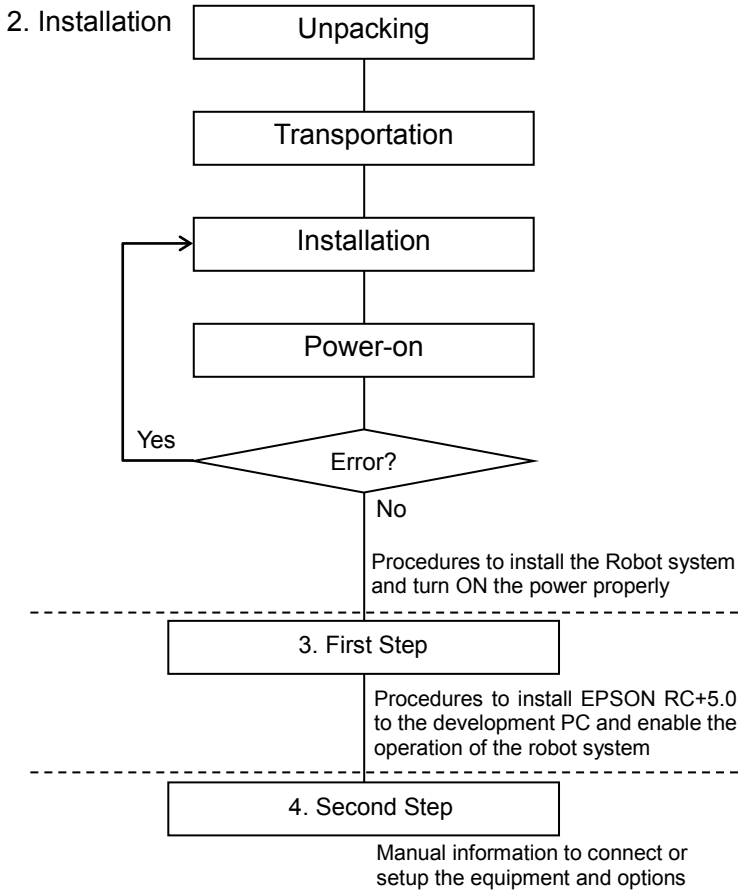 2. Installation
Unpacking
Transportation
Installation
Power-on
Yes
Error?
No
Procedures to install the Robot system
and turn ON the power properly
3. First Step
Procedures to install EPSON RC+5.0
to the development PC and enable the
operation of the robot system
4. Second Step
Manual information to connect or
setup the equipment and options